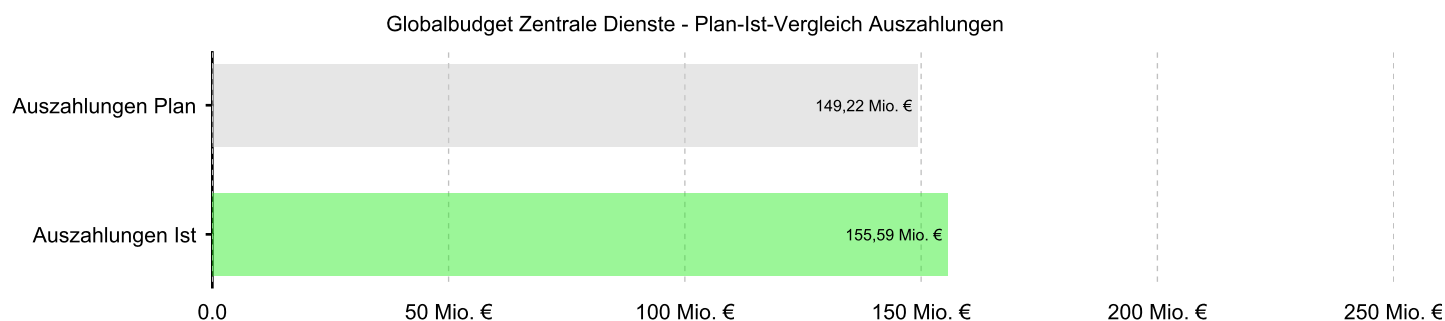 Globalbudget Zentrale Dienste - Plan-Ist-Vergleich Auszahlungen
Auszahlungen Plan
149,22 Mio. €
Auszahlungen Ist
155,59 Mio. €
0.0 50 Mio. € 100 Mio. € 150 Mio. € 200 Mio. € 250 Mio. €